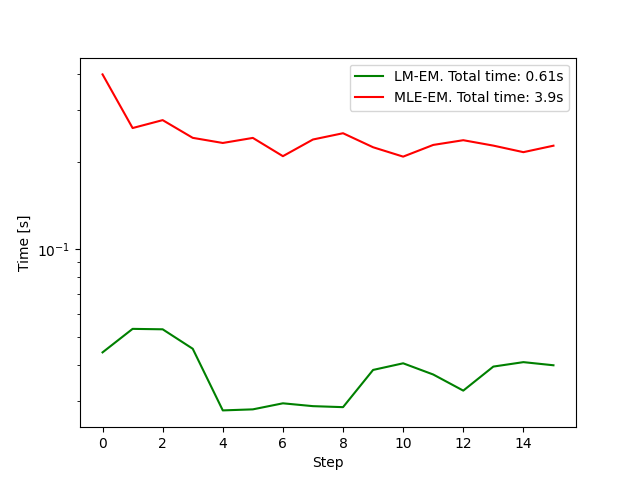 LM-EM. Total time: 0.61s
MLE-EM. Total time: 3.9s
Time [s]
10⁻¹
0 2 4 6 8 10 12 14
Step